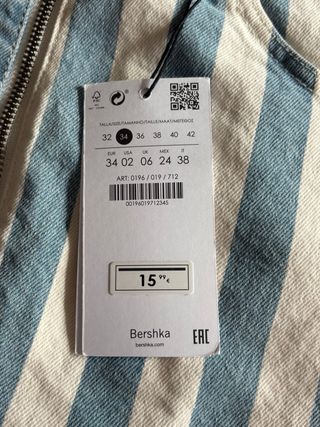 FSC
TALLA/SIZE/TAMANHO/TAILLE/MAAT/ΜΕΓΕΘΟΣ
32 34 36 38 40 42
EUR USA UK MEX IT
34 02 06 24 38
ART: 0196 / 019 / 712
00196019712345
15 99 €
Bershka
bershka.com
EAC